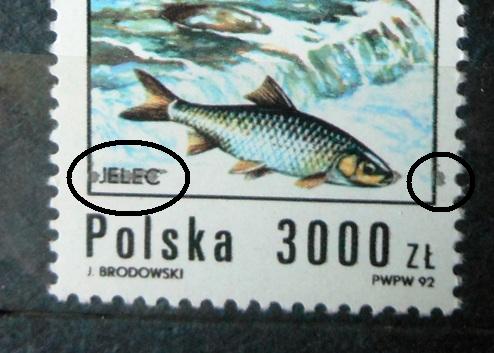 JELEC
Polska 3000 ZŁ
J. BRODOWSKI PWPW 92